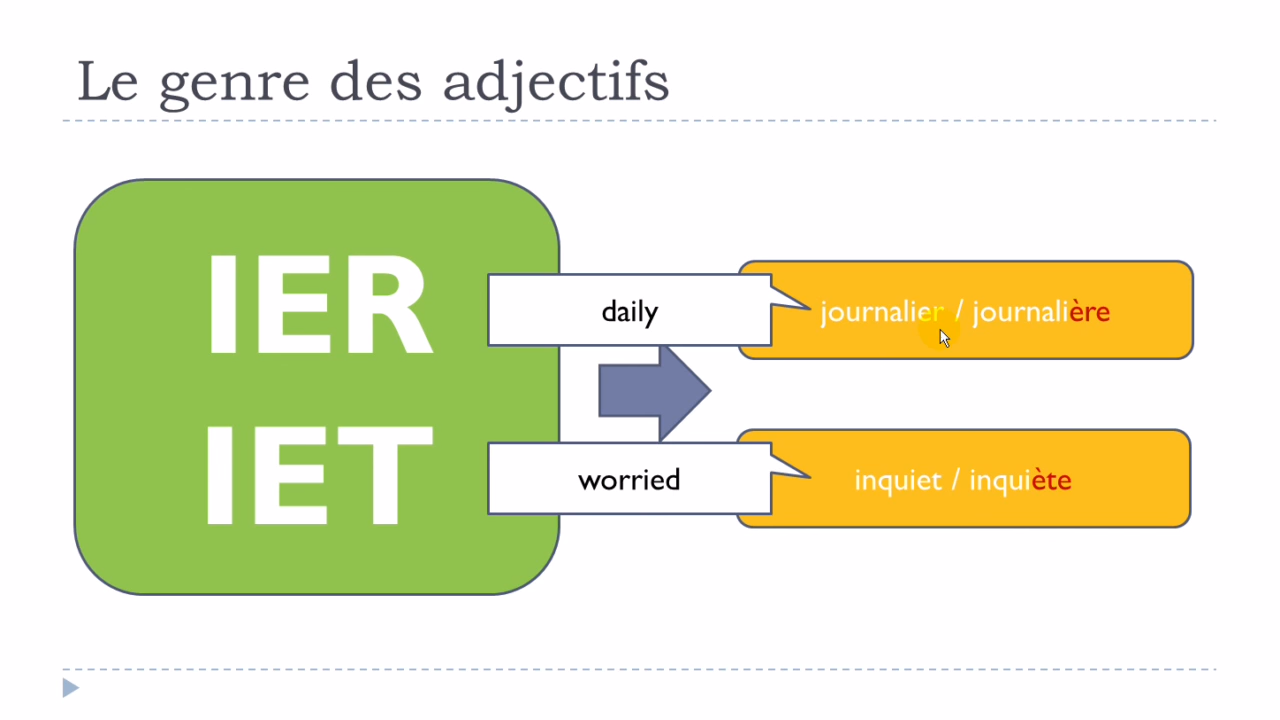 Le genre des adjectifs
IER
IET
daily
journalier / journalière
worried
inquiet / inquiète